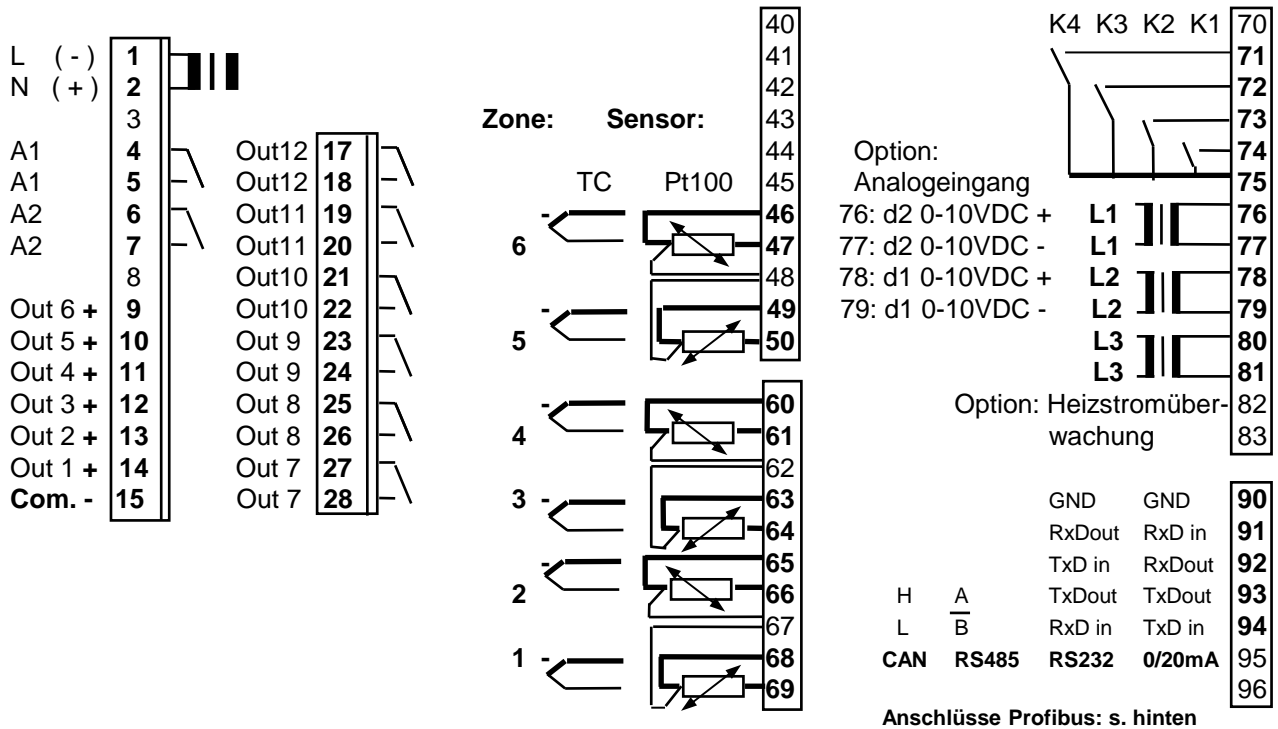 L ( - ) 1
N ( + ) 2
3
A1 4
A1 5
A2 6
A2 7
8
Out 6 + 9
Out 5 + 10
Out 4 + 11
Out 3 + 12
Out 2 + 13
Out 1 + 14
Com. - 15
Out12 17
Out12 18
Out11 19
Out11 20
Out10 21
Out10 22
Out 9 23
Out 9 24
Out 8 25
Out 8 26
Out 7 27
Out 7 28
Zone: Sensor:
TC Pt100
6 -
5 -
4 -
3 -
2 -
1 -
40
41
42
43
44
45
46
47
48
49
50
60
61
62
63
64
65
66
67
68
69
K4 K3 K2 K1 70
71
72
73
74
75
Option:
Analogeingang
76: d2 0-10VDC + L1 76
77: d2 0-10VDC - L1 77
78: d1 0-10VDC + L2 78
79: d1 0-10VDC - L2 79
L3 80
L3 81
Option: Heizstromüber- 82
wachung 83
GND GND 90
RxDout RxD in 91
TxD in RxDout 92
H A TxDout TxDout 93
L B RxD in TxD in 94
CAN RS485 RS232 0/20mA 95
96
Anschlüsse Profibus: s. hinten